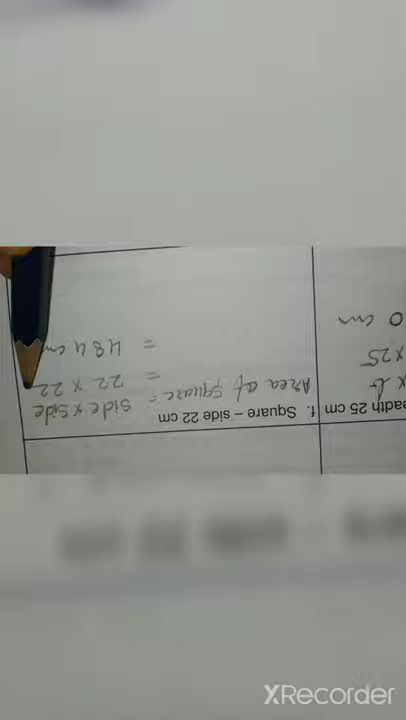 eadth 25 cm
x b
x 25
0 cm
f. Square – side 22 cm
Area of square = side x side
= 22 x 22
= 484 cm
XRecorder